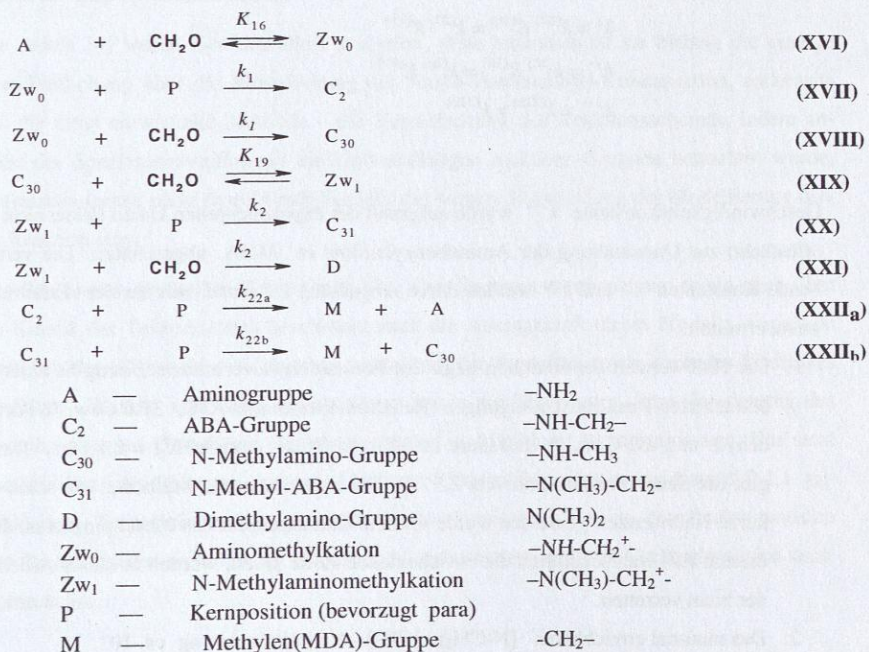 K₁₆
A + CH₂O ⇌ Zw₀ (XVI)
k₁
Zw₀ + P → C₂ (XVII)
k₁
Zw₀ + CH₂O → C₃₀ (XVIII)
K₁₉
C₃₀ + CH₂O ⇌ Zw₁ (XIX)
k₋₂
Zw₁ + P → C₃₁ (XX)
k₂
Zw₁ + CH₂O → D (XXI)
k₂₂ₐ
C₂ + P → M + A (XXIIₐ)
k₂₂b
C₃₁ + P → M + C₃₀ (XXIIb)
A — Aminogruppe –NH₂
C₂ — ABA-Gruppe –NH-CH₂–
C₃₀ — N-Methylamino-Gruppe –NH-CH₃
C₃₁ — N-Methyl-ABA-Gruppe –N(CH₃)-CH₂-
D — Dimethylamino-Gruppe –N(CH₃)₂
Zw₀ — Aminomethylkation –NH-CH₂⁺
Zw₁ — N-Methylaminomethylkation –N(CH₃)-CH₂⁺-
P — Kernposition (bevorzugt para)
M — Methylen(MDA)-Gruppe -CH₂–